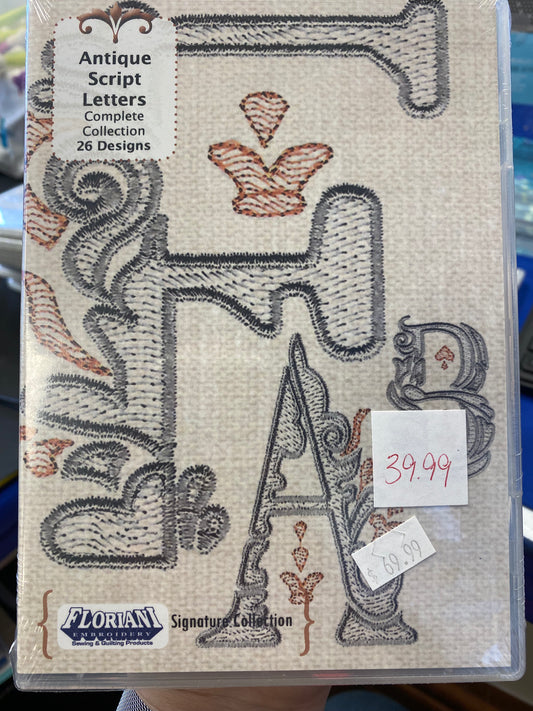 Antique
Script
Letters
Complete
Collection
26 Designs
F
B
A
39.99
$69.99
FLORIANI
EMBROIDERY
Sewing & Quilting Products
Signature Collection